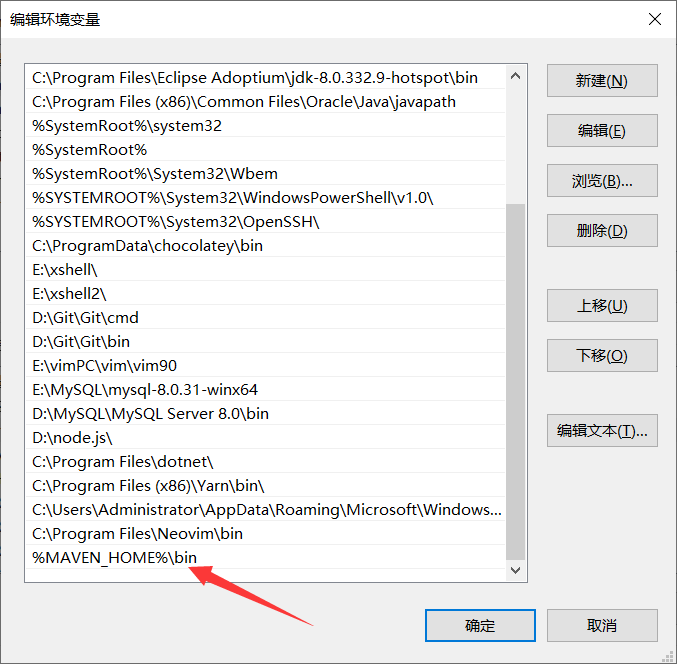 编辑环境变量
C:\Program Files\Eclipse Adoptium\jdk-8.0.332.9-hotspot\bin
C:\Program Files (x86)\Common Files\Oracle\Java\javapath
%SystemRoot%\system32
%SystemRoot%
%SystemRoot%\System32\Wbem
%SYSTEMROOT%\System32\WindowsPowerShell\v1.0\
%SYSTEMROOT%\System32\OpenSSH\
C:\ProgramData\chocolatey\bin
E:\xshell\
E:\xshell2\
D:\Git\Git\cmd
D:\Git\Git\bin
E:\vimPC\vim\vim90
E:\MySQL\mysql-8.0.31-winx64
D:\MySQL\MySQL Server 8.0\bin
D:\node.js\
C:\Program Files\dotnet\
C:\Program Files (x86)\Yarn\bin\
C:\Users\Administrator\AppData\Roaming\Microsoft\Windows...
C:\Program Files\Neovim\bin
%MAVEN_HOME%\bin
新建(N)
编辑(E)
浏览(B)...
删除(D)
上移(U)
下移(O)
编辑文本(T)...
确定
取消